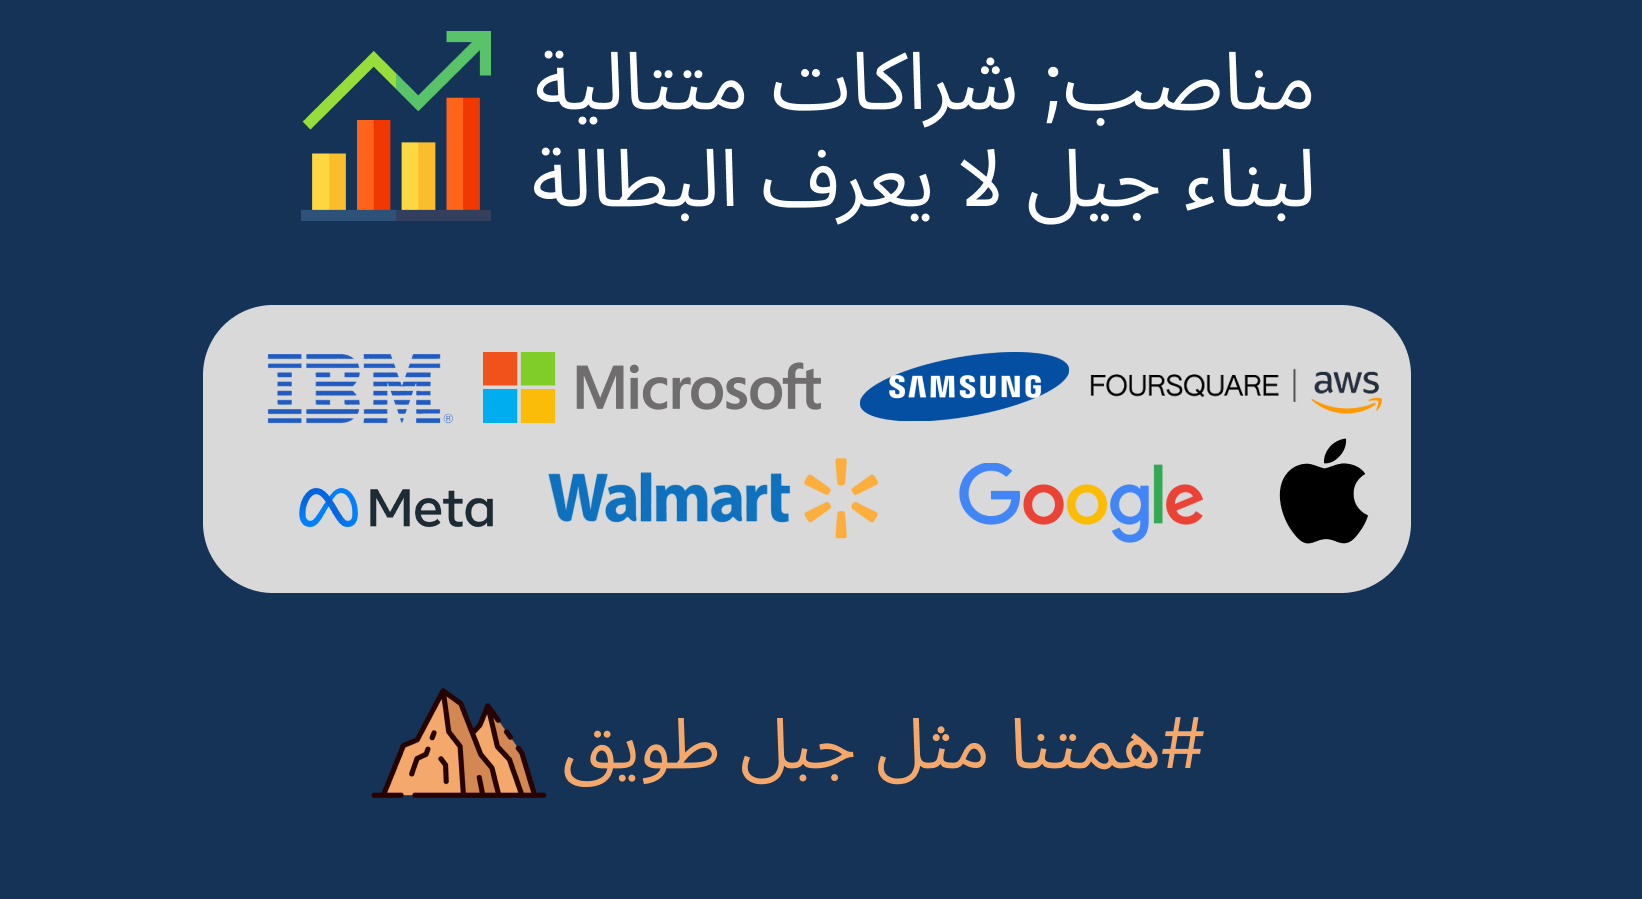 مناصب; شراكات متتالية
لبناء جيل لا يعرف البطالة
IBM®
Microsoft
SAMSUNG
FOURSQUARE | aws
Meta
Walmart
Google
#همتنا مثل جبل طويق